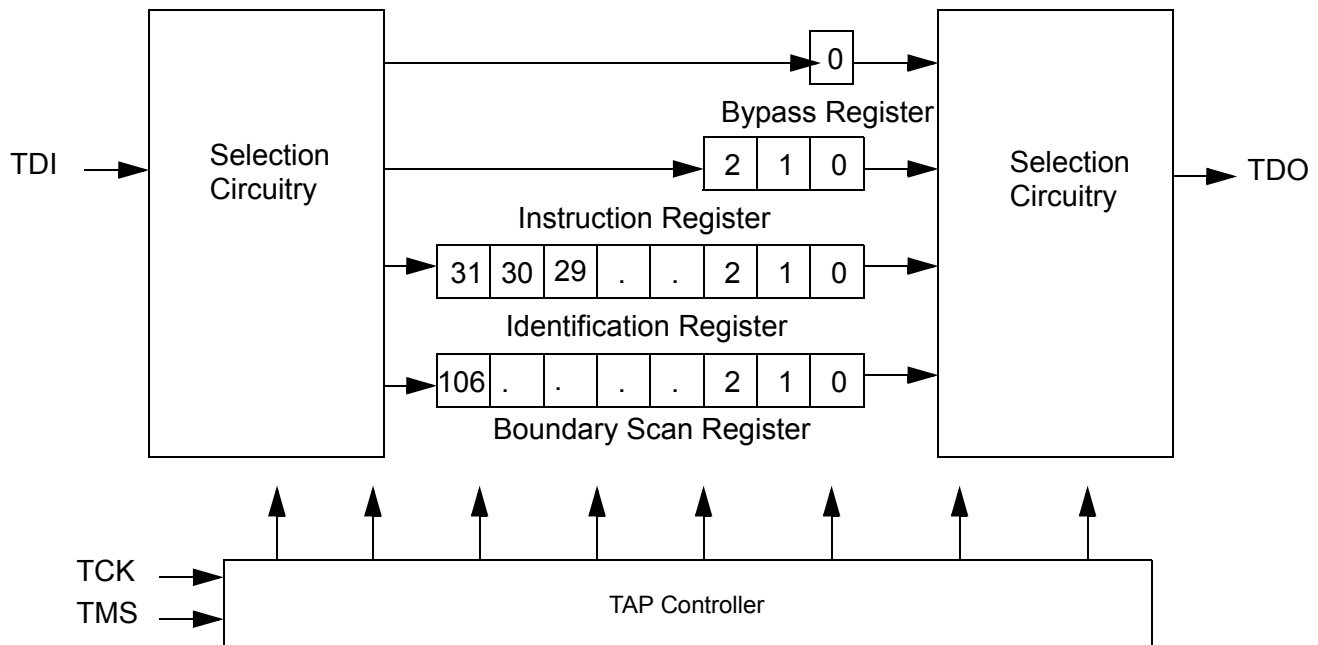 0
Bypass Register
TDI
Selection
Circuitry
2 1 0
Selection
Circuitry
TDO
Instruction Register
31 30 29 . . 2 1 0
Identification Register
106 . . . . 2 1 0
Boundary Scan Register
TCK
TMS
TAP Controller